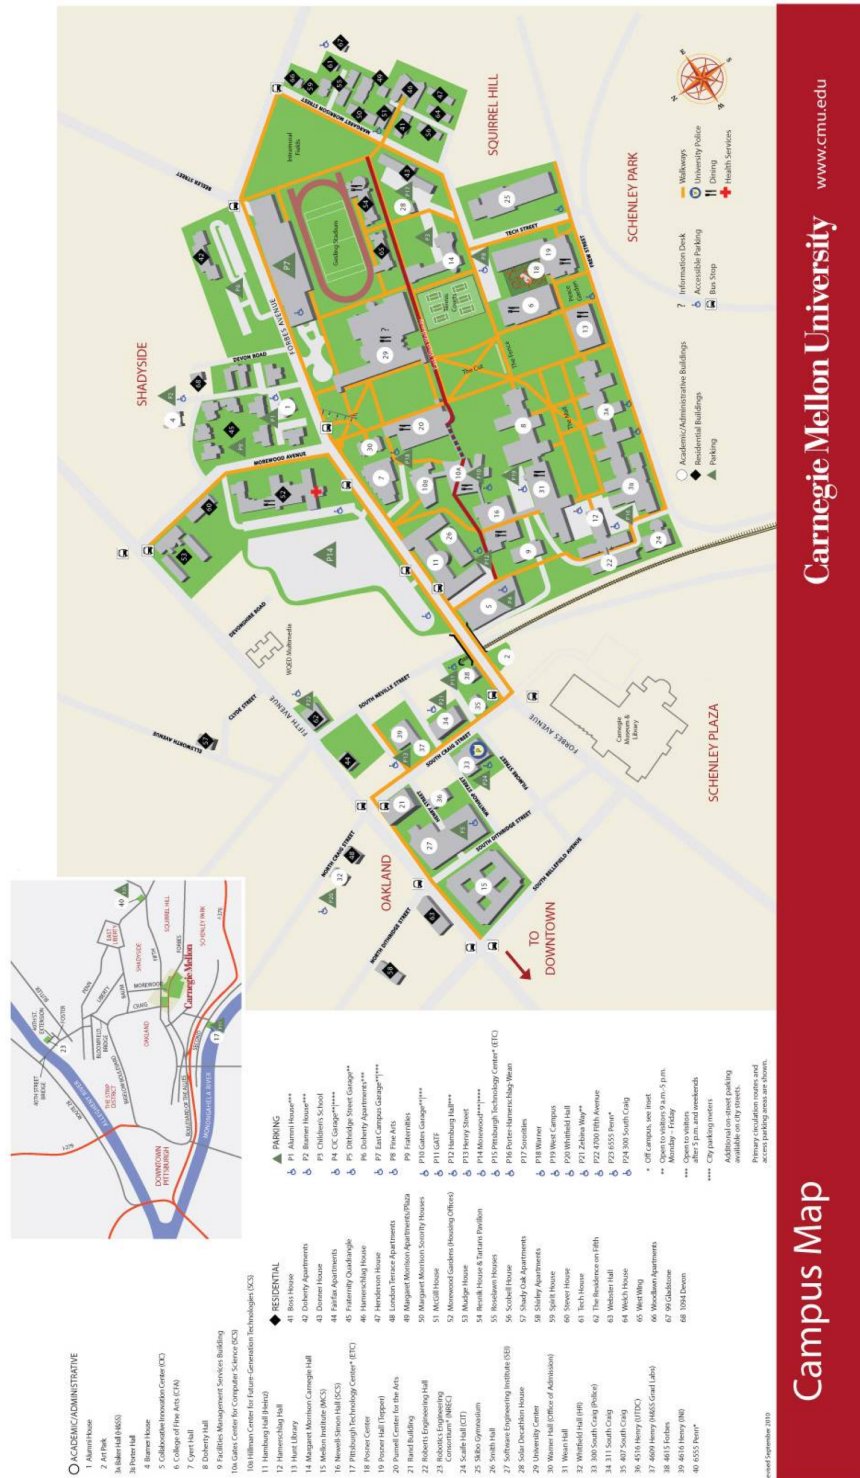 Campus Map
Carnegie Mellon University
www.cmu.edu
ACADEMIC/ADMINISTRATIVE
1 Alumni House
2 Art Park
3A Baker Hall (H&SS)
3B Porter Hall
4 Bramer House
5 Collaborative Innovation Center (CIC)
6 College of Fine Arts (CFA)
7 Cyert Hall
8 Doherty Hall
9 Facilities Management Services Building
10A Gates Center for Computer Science (SCS)
10B Hillman Center for Future-Generation Technologies (SCS)
11 Hamburg Hall (Heinz)
12 Hamerschlag Hall
13 Hunt Library
14 Margaret Morrison Carnegie Hall
15 Mellon Institute (MCS)
16 Newell-Simon Hall (SCS)
17 Pittsburgh Technology Center* (ETC)
18 Posner Center
19 Posner Hall (Tepper)
20 Purnell Center for the Arts
21 Rand Building
22 Roberts Engineering Hall
23 Robotics Engineering
Consortium* (NREC)
24 Scaife Hall (CIT)
25 Skibo Gymnasium
26 Smith Hall
27 Software Engineering Institute (SEI)
28 Solar Decathlon House
29 University Center
30 Warner Hall (Office of Admission)
31 Wean Hall
32 Whitfield Hall (HR)
33 300 South Craig (Police)
34 311 South Craig
35 407 South Craig
36 4516 Henry (UTDC)
37 4609 Henry (H&SS Grad Labs)
38 4615 Forbes
39 4616 Henry (INI)
40 6555 Penn*
RESIDENTIAL
41 Boss House
42 Doherty Apartments
43 Donner House
44 Fairfax Apartments
45 Fraternity Quadrangle
46 Hamerschlag House
47 Henderson House
48 London Terrace Apartments
49 Margaret Morrison Apartments/Plaza
50 Margaret Morrison Sorority Houses
51 McGill House
52 Morewood Gardens (Housing Offices)
53 Mudge House
54 Resnik House & Tartans Pavilion
55 Roselawn Houses
56 Scobell House
57 Shady Oak Apartments
58 Shirley Apartments
59 Spirit House
60 Stever House
61 Tech House
62 The Residence on Fifth
63 Webster Hall
64 Welch House
65 West Wing
66 Woodlawn Apartments
67 99 Gladstone
68 1094 Devon
PARKING
P1 Alumni House***
P2 Bramer House***
P3 Children's School
P4 CIC Garage**/****
P5 Dithridge Street Garage**
P6 Doherty Apartments***
P7 East Campus Garage**/***
P8 Fine Arts
P9 Fraternities
P10 Gates Garage**/***
P11 GATF
P12 Hamburg Hall***
P13 Henry Street
P14 Morewood***/****
P15 Pittsburgh Technology Center* (ETC)
P16 Porter-Hamerschlag-Wean
P17 Sororities
P18 Warner
P19 West Campus
P20 Whitfield Hall
P21 Zebina Way**
P22 4700 Fifth Avenue
P23 6555 Penn*
P24 300 South Craig
* Off campus, see inset
** Open to visitors 9 a.m.-5 p.m.
Monday – Friday
*** Open to visitors
after 5 p.m. and weekends
**** City parking meters
Additional on-street parking
available on city streets.
Primary circulation routes and
access parking areas are shown.
SHADYSIDE
SQUIRREL HILL
SCHENLEY PARK
SCHENLEY PLAZA
OAKLAND
TO
DOWNTOWN
FORBES AVENUE
BEELER STREET
MARGARET MORRISON STREET
DEVON ROAD
MOREWOOD AVENUE
DEVONSHIRE ROAD
CLYDE STREET
ELLSWORTH AVENUE
FIFTH AVENUE
SOUTH NEVILLE STREET
SOUTH CRAIG STREET
HENRY STREET
WINTHROP STREET
FILMORE STREET
SOUTH DITHRIDGE STREET
SOUTH BELLEFIELD AVENUE
NORTH CRAIG STREET
NORTH DITHRIDGE STREET
FORBES AVENUE
TECH STREET
FREW STREET
Intramural
Fields
Gesling Stadium
Tennis
Courts
The Cut
The Fence
The Mall
Peace
Garden
WQED Multimedia
Carnegie
Museum &
Library
Academic/Administrative Buildings
Residential Buildings
Parking
? Information Desk
Accessible Parking
Bus Stop
Walkways
University Police
Dining
Health Services
N
E
S
W
DOWNTOWN
PITTSBURGH
THE STRIP
DISTRICT
ALLEGHENY RIVER
MONONGAHELA RIVER
ROUTE 28
40TH STREET
BRIDGE
40TH ST.
EXTENSION
FOSTER
BUTLER
PENN
LIBERTY
BLOOMFIELD
BRIDGE
BAUM
CRAIG
MOREWOOD
FIFTH
FORBES
EAST
LIBERTY
SHADYSIDE
SQUIRREL HILL
SCHENLEY PARK
OAKLAND
BOULEVARD OF THE ALLIES
SECOND
Carnegie Mellon